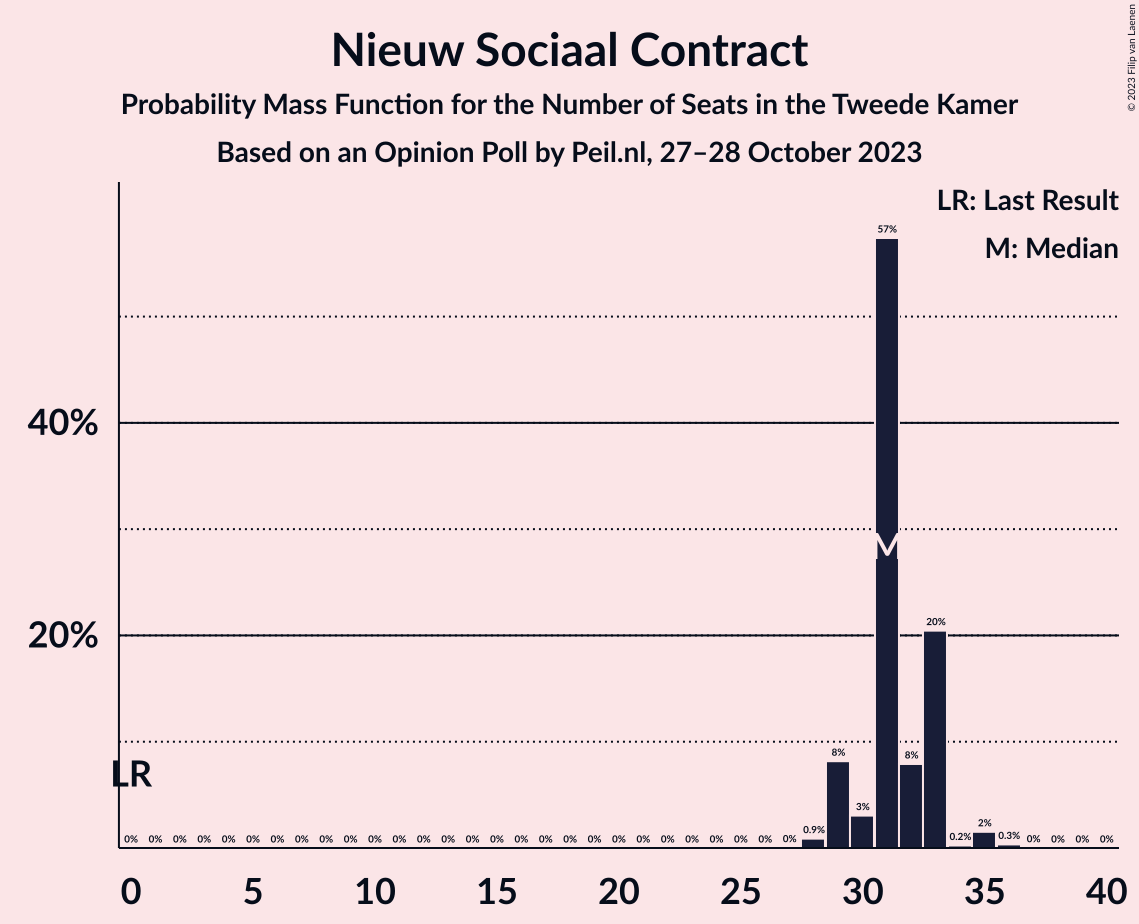 Nieuw Sociaal Contract
Probability Mass Function for the Number of Seats in the Tweede Kamer
Based on an Opinion Poll by Peil.nl, 27–28 October 2023
© 2023 Filip van Laenen
LR: Last Result
M: Median
57%
40%
M
20%
20%
LR
8% 3% 8%
0% 0% 0% 0% 0% 0% 0% 0% 0% 0% 0% 0% 0% 0% 0% 0% 0% 0% 0% 0% 0% 0% 0% 0% 0% 0% 0% 0% 0.9% 0.2% 2% 0.3% 0% 0% 0% 0%
0 5 10 15 20 25 30 35 40